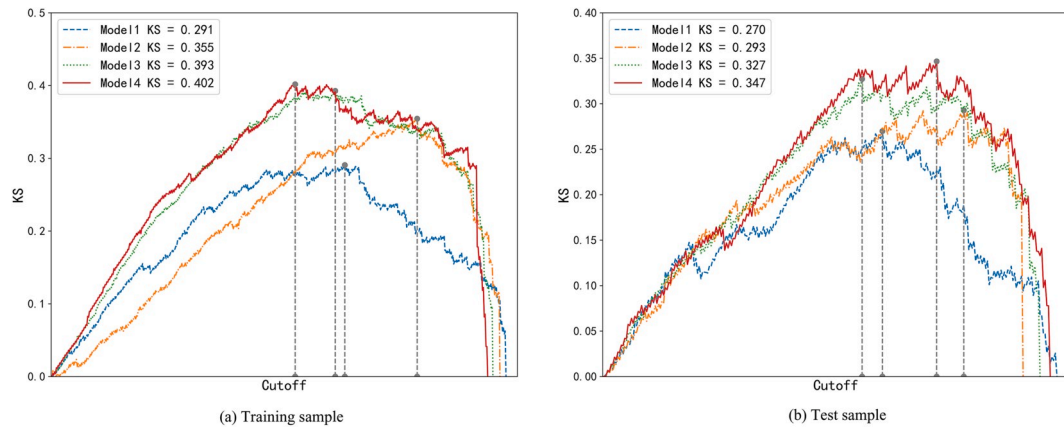 0.5
0.4
0.3
0.2
0.1
0.0
KS
Model1 KS = 0.291
Model2 KS = 0.355
Model3 KS = 0.393
Model4 KS = 0.402
Cutoff
(a) Training sample
0.40
0.35
0.30
0.25
0.20
0.15
0.10
0.05
0.00
KS
Model1 KS = 0.270
Model2 KS = 0.293
Model3 KS = 0.327
Model4 KS = 0.347
Cutoff
(b) Test sample